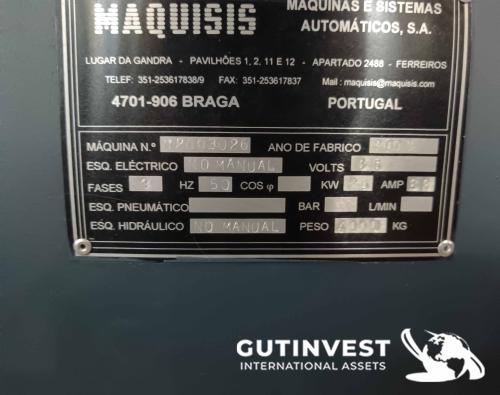 MAQUISIS
MÁQUINAS E SISTEMAS
AUTOMÁTICOS, S.A.
LUGAR DA GANDRA - PAVILHÕES 1, 2, 11 E 12 - APARTADO 2488 - FERREIROS
TELEF: 351-253617838/9 FAX: 351-253617837 Mail : maquisis@maquisis.com
4701-906 BRAGA PORTUGAL
MÁQUINA N.º ANO DE FABRICO
ESQ. ELÉCTRICO NO MANUAL VOLTS
FASES 3 HZ 50 COS φ KW AMP
ESQ. PNEUMÁTICO BAR L/MIN
ESQ. HIDRÁULICO NO MANUAL PESO KG
GUTINVEST
INTERNATIONAL ASSETS